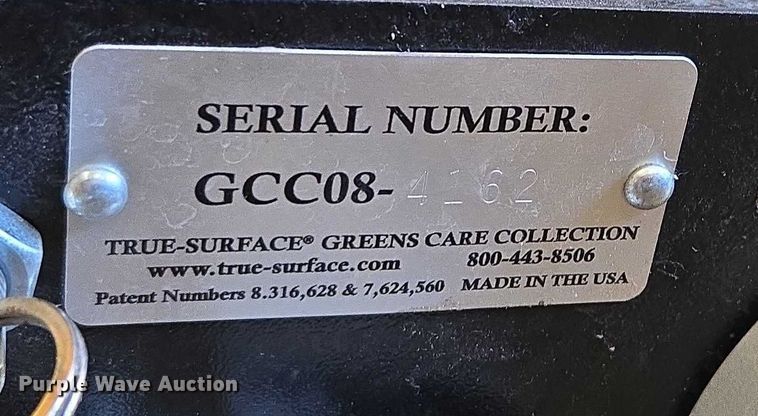 SERIAL NUMBER:
GCC08-4162
TRUE-SURFACE® GREENS CARE COLLECTION
www.true-surface.com 800-443-8506
Patent Numbers 8.316,628 & 7,624,560 MADE IN THE USA
Purple Wave Auction